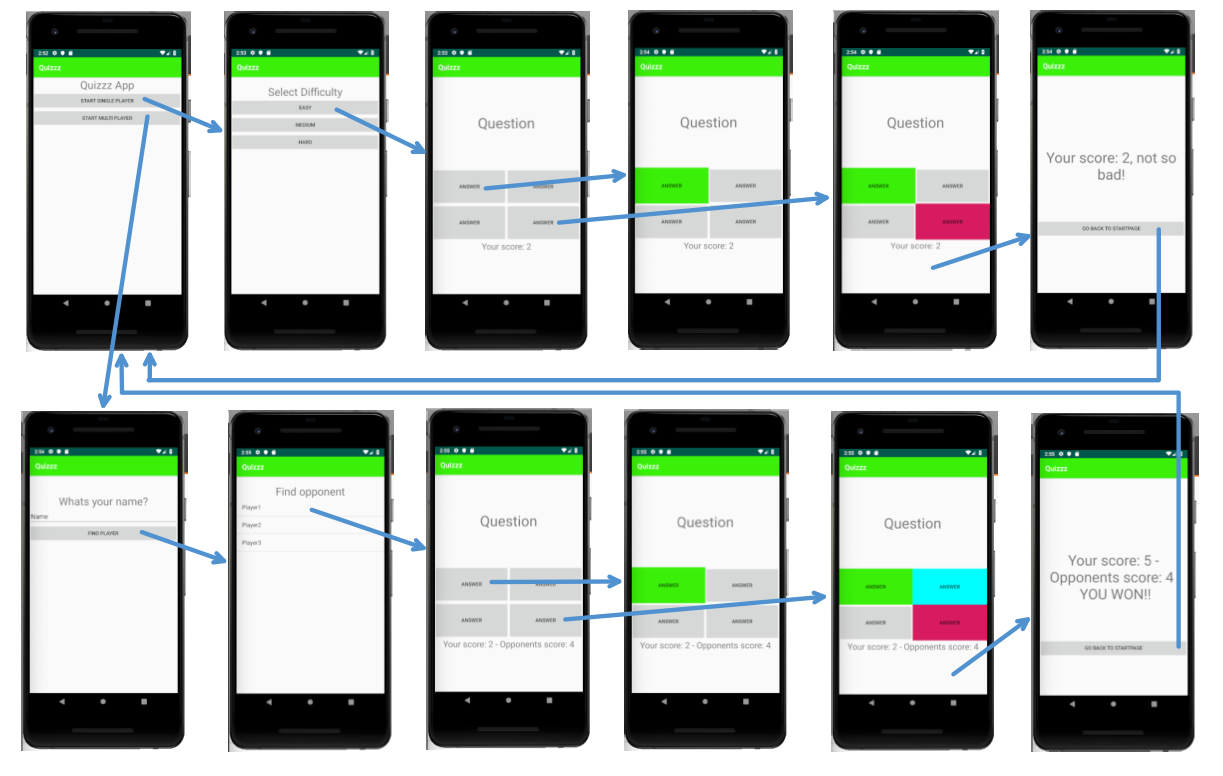 2:52
Quizzz
Quizzz App
START SINGLE PLAYER
START MULTI PLAYER
2:53
Quizzz
Select Difficulty
EASY
MEDIUM
HARD
2:53
Quizzz
Question
ANSWER ANSWER
ANSWER ANSWER
Your score: 2
2:54
Quizzz
Question
ANSWER ANSWER
ANSWER ANSWER
Your score: 2
2:54
Quizzz
Question
ANSWER ANSWER
ANSWER ANSWER
Your score: 2
2:54
Quizzz
Your score: 2, not so
bad!
GO BACK TO STARTPAGE
2:54
Quizzz
Whats your name?
Name
FIND PLAYER
2:55
Quizzz
Find opponent
Player1
Player2
Player3
2:55
Quizzz
Question
ANSWER ANSWER
ANSWER ANSWER
Your score: 2 - Opponents score: 4
2:55
Quizzz
Question
ANSWER ANSWER
ANSWER ANSWER
Your score: 2 - Opponents score: 4
2:55
Quizzz
Question
ANSWER ANSWER
ANSWER ANSWER
Your score: 2 - Opponents score: 4
2:55
Quizzz
Your score: 5 -
Opponents score: 4
YOU WON!!
GO BACK TO STARTPAGE